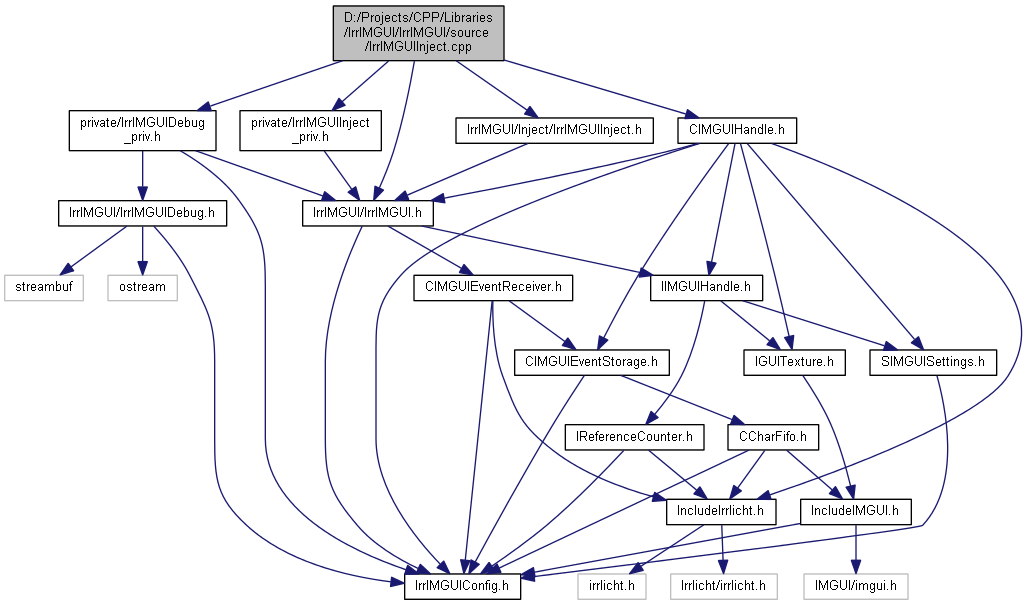 D:/Projects/CPP/Libraries
/IrrIMGUI/IrrIMGUI/source
/IrrIMGUIInject.cpp
private/IrrIMGUIDebug
_priv.h
private/IrrIMGUIInject
_priv.h
IrrIMGUI/Inject/IrrIMGUIInject.h
CIMGUIHandle.h
IrrIMGUI/IrrIMGUIDebug.h
IrrIMGUI/IrrIMGUI.h
streambuf
ostream
CIMGUIEventReceiver.h
IIMGUIHandle.h
CIMGUIEventStorage.h
IGUITexture.h
SIMGUISettings.h
IReferenceCounter.h
CCharFifo.h
IncludeIrrlicht.h
IncludeIMGUI.h
IrrIMGUIConfig.h
irrlicht.h
Irrlicht/irrlicht.h
IMGUI/imgui.h